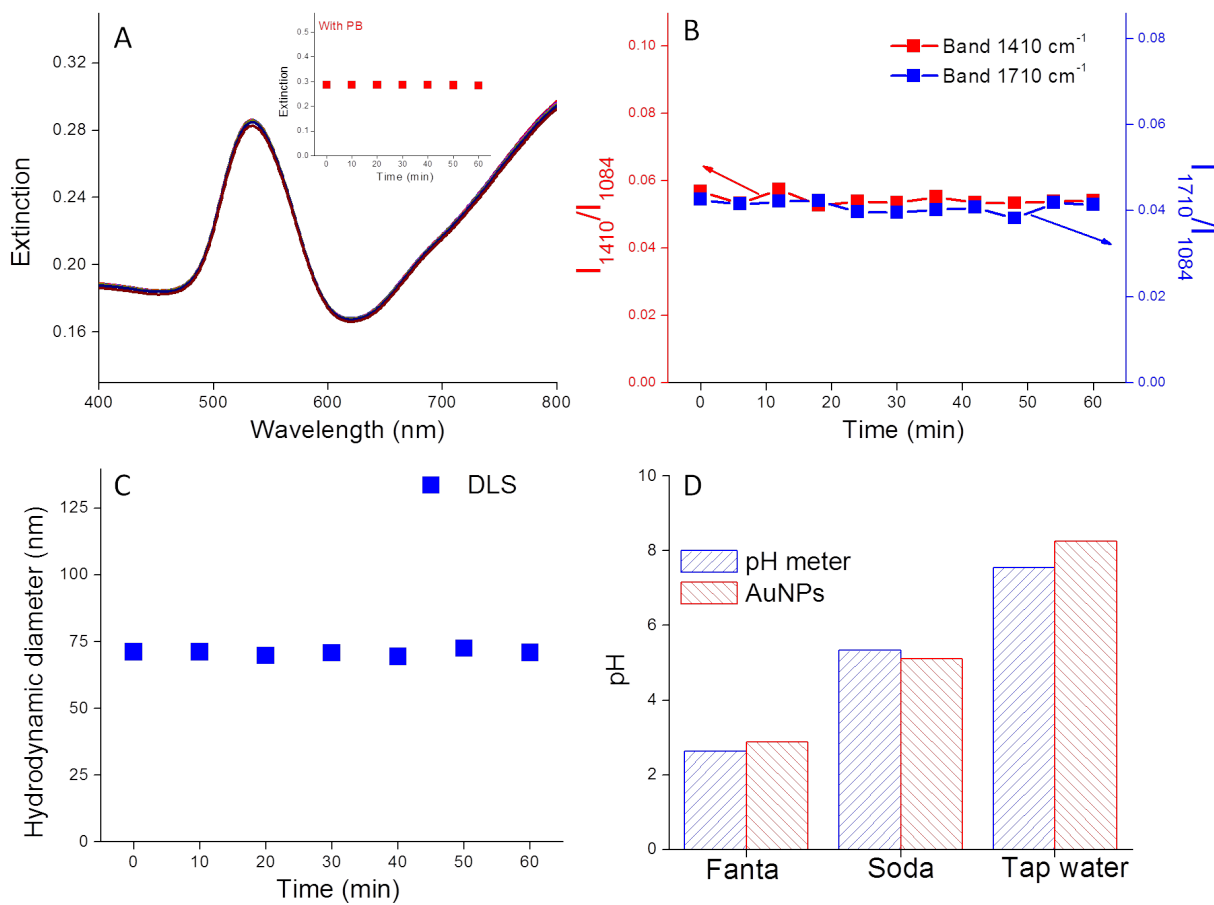 A
With PB
0.32
0.28
0.24
0.20
0.16
Extinction
400
500
600
700
800
Wavelength (nm)
0.5
0.4
0.3
0.2
0.1
0.0
Extinction
0
10
20
30
40
50
60
Time (min)
B
Band 1410 cm⁻¹
Band 1710 cm⁻¹
I1410/I1084
0.10
0.08
0.06
0.04
0.02
0.00
0.08
0.06
0.04
0.02
0.00
I1710/I1084
0
10
20
30
40
50
60
Time (min)
C
DLS
Hydrodynamic diameter (nm)
125
100
75
50
25
0
0
10
20
30
40
50
60
Time (min)
D
pH meter
AuNPs
pH
10
8
6
4
2
0
Fanta
Soda
Tap water